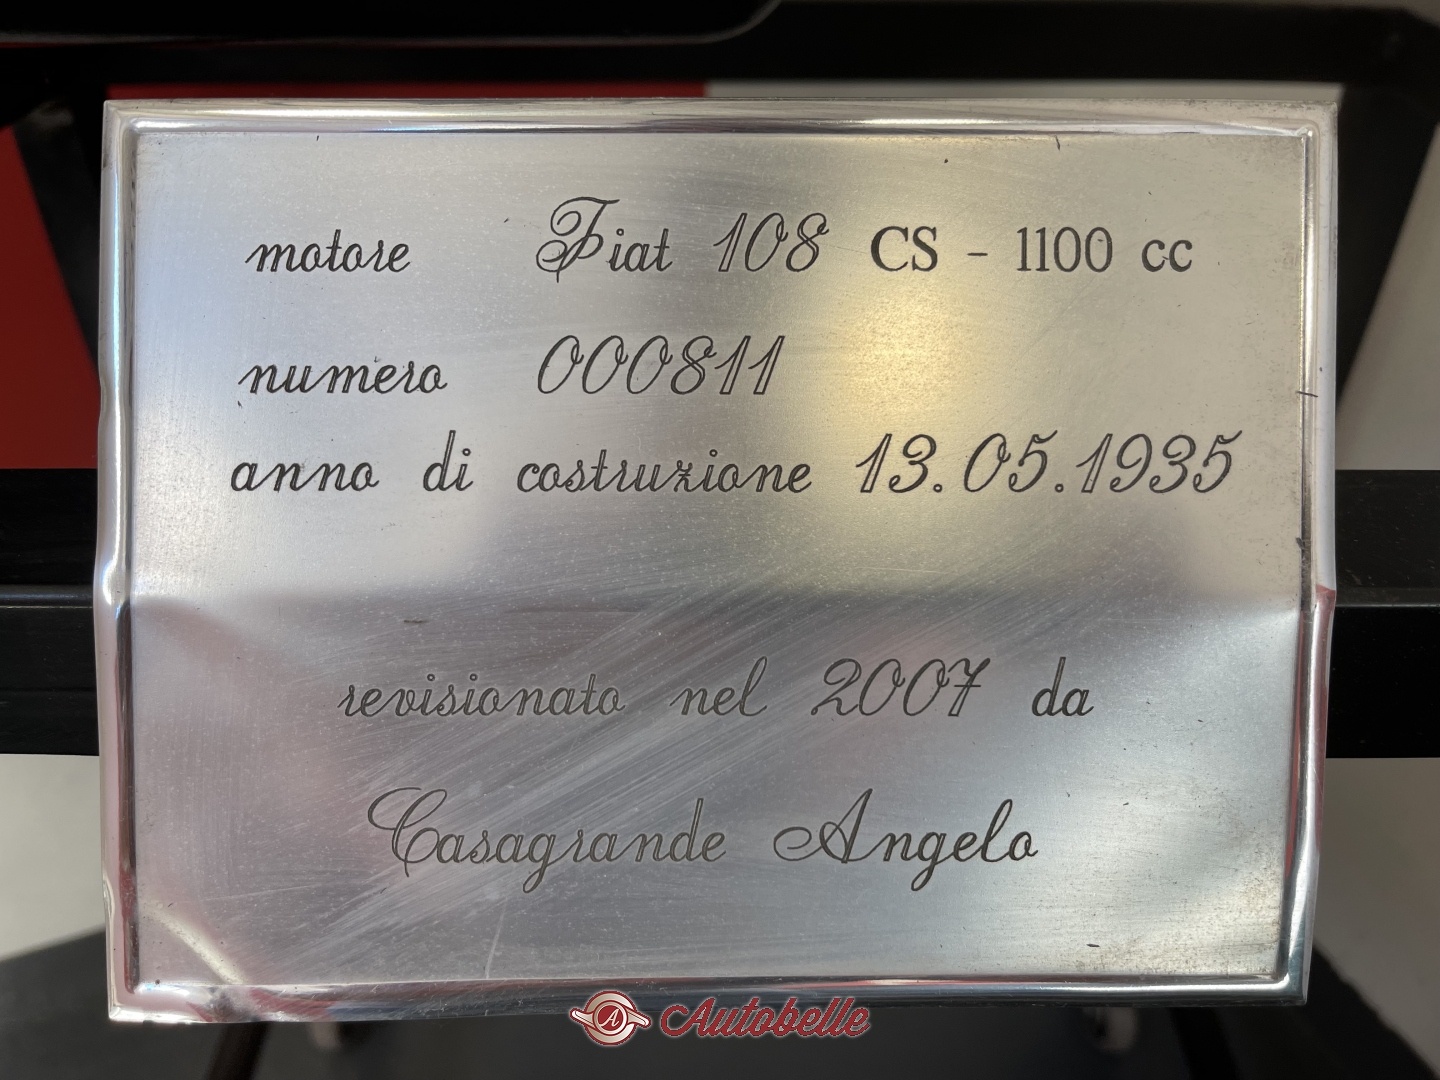 motore Fiat 108 CS - 1100 cc
numero 000811
anno di costruzione 13.05.1935
revisionato nel 2007 da
Casagrande Angelo
A Autobelle